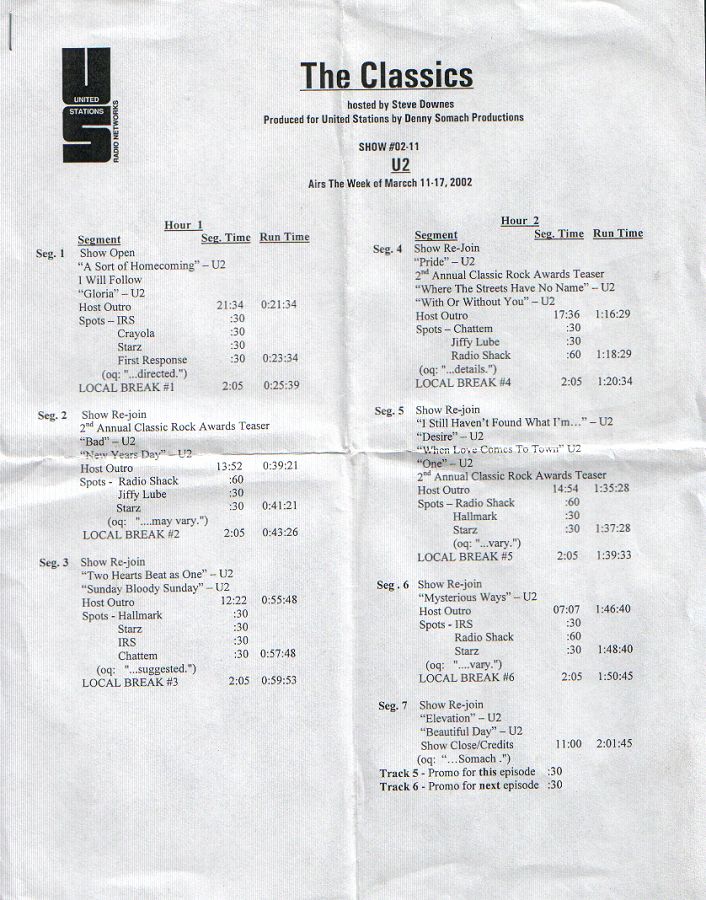 US
UNITED
STATIONS
RADIO NETWORKS
The Classics
hosted by Steve Downes
Produced for United Stations by Denny Somach Productions
SHOW #02-11
U2
Airs The Week of Marcch 11-17, 2002
Hour 1
Segment Seg. Time Run Time
Seg. 1 Show Open
“A Sort of Homecoming” – U2
I Will Follow
“Gloria” – U2
Host Outro 21:34 0:21:34
Spots – IRS :30
Crayola :30
Starz :30
First Response :30 0:23:34
(oq: "...directed.")
LOCAL BREAK #1 2:05 0:25:39
Seg. 2 Show Re-join
2nd Annual Classic Rock Awards Teaser
“Bad” – U2
“New Years Day” – U2
Host Outro 13:52 0:39:21
Spots - Radio Shack :60
Jiffy Lube :30
Starz :30 0:41:21
(oq: "....may vary.")
LOCAL BREAK #2 2:05 0:43:26
Seg. 3 Show Re-join
“Two Hearts Beat as One” – U2
“Sunday Bloody Sunday” – U2
Host Outro 12:22 0:55:48
Spots - Hallmark :30
Starz :30
IRS :30
Chattem :30 0:57:48
(oq: "...suggested.")
LOCAL BREAK #3 2:05 0:59:53
Hour 2
Segment Seg. Time Run Time
Seg. 4 Show Re-Join
“Pride” – U2
2nd Annual Classic Rock Awards Teaser
“Where The Streets Have No Name” – U2
“With Or Without You” – U2
Host Outro 17:36 1:16:29
Spots – Chattem :30
Jiffy Lube :30
Radio Shack :60 1:18:29
(oq: "...details.")
LOCAL BREAK #4 2:05 1:20:34
Seg. 5 Show Re-join
“I Still Haven't Found What I'm…” – U2
“Desire” – U2
“When Love Comes To Town” U2
“One” – U2
2nd Annual Classic Rock Awards Teaser
Host Outro 14:54 1:35:28
Spots – Radio Shack :60
Hallmark :30
Starz :30 1:37:28
(oq: "...vary.")
LOCAL BREAK #5 2:05 1:39:33
Seg . 6 Show Re-join
“Mysterious Ways” – U2
Host Outro 07:07 1:46:40
Spots - IRS :30
Radio Shack :60
Starz :30 1:48:40
(oq: "....vary.")
LOCAL BREAK #6 2:05 1:50:45
Seg. 7 Show Re-join
“Elevation” – U2
“Beautiful Day” – U2
Show Close/Credits 11:00 2:01:45
(oq: "...Somach .")
Track 5 - Promo for this episode :30
Track 6 - Promo for next episode :30